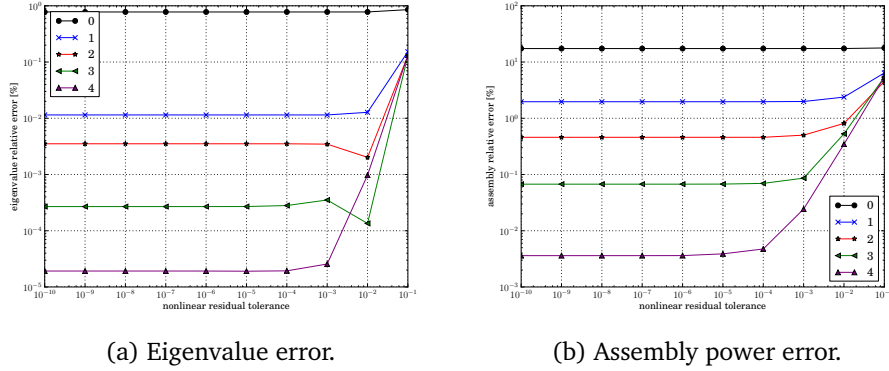 10^0
10^-2
10^-3
10^-4
10^-5
eigenvalue relative error [%]
0
1
2
3
4
10^-10 10^-9 10^-8 10^-7 10^-6 10^-5 10^-4 10^-3 10^-2 10^-1
nonlinear residual tolerance
(a) Eigenvalue error.
10^2
10^1
10^0
10^-1
10^-2
10^-3
assembly relative error [%]
0
1
2
3
4
10^-10 10^-9 10^-8 10^-7 10^-6 10^-5 10^-4 10^-3 10^-2 10^-1
nonlinear residual tolerance
(b) Assembly power error.